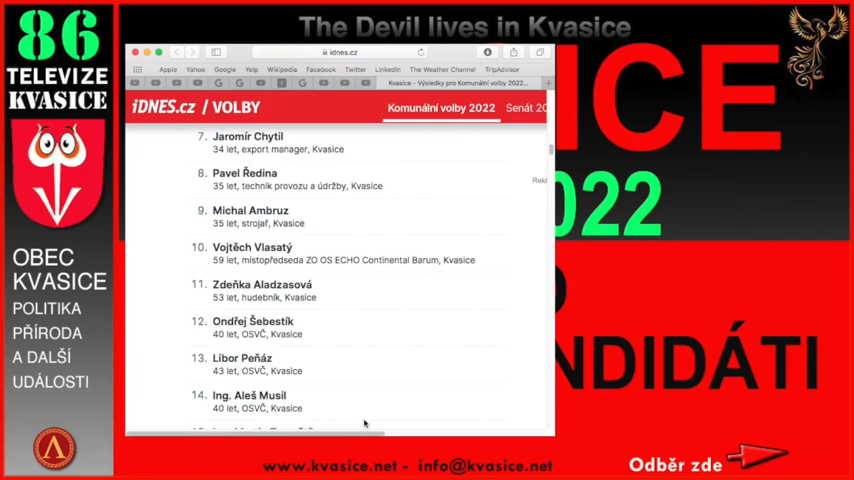 The Devil lives in Kvasice
86
TELEVIZE
KVASICE
OBEC
KVASICE
POLITIKA
PŘÍRODA
A DALŠÍ
UDÁLOSTI
idnes.cz
Apple Yahoo Google Yelp Wikipedia Facebook Twitter LinkedIn The Weather Channel TripAdvisor
Kvasice - Výsledky pro Komunální volby 2022...
iDNES.cz / VOLBY
Komunální volby 2022 Senát 20
7. Jaromír Chytil
34 let, export manager, Kvasice
8. Pavel Ředina
35 let, technik provozu a údržby, Kvasice
Rekl
9. Michal Ambruz
35 let, strojař, Kvasice
10. Vojtěch Vlasatý
59 let, místopředseda ZO OS ECHO Continental Barum, Kvasice
11. Zdeňka Aladzasová
53 let, hudebník, Kvasice
12. Ondřej Šebestík
40 let, OSVČ, Kvasice
13. Libor Peňáz
43 let, OSVČ, Kvasice
14. Ing. Aleš Musil
40 let, OSVČ, Kvasice
ICE
022
NDIDÁTI
www.kvasice.net - info@kvasice.net
Odběr zde